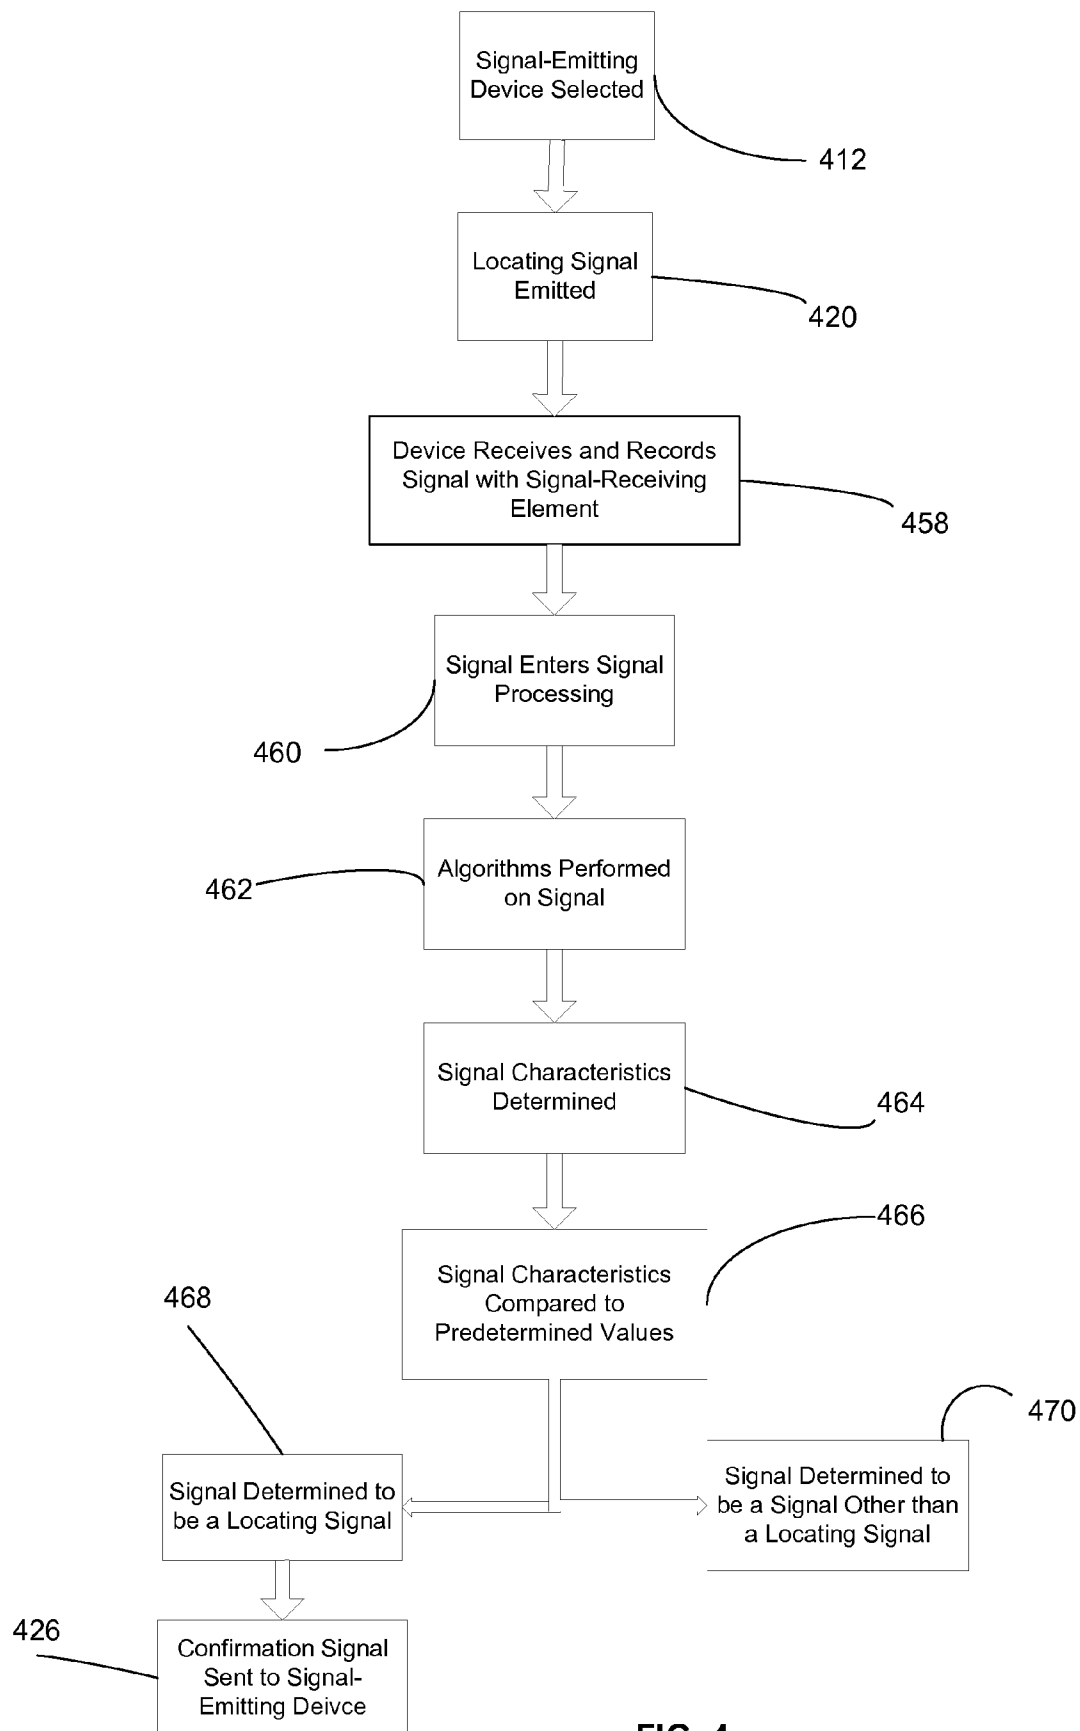 Signal-Emitting
Device Selected
412
Locating Signal
Emitted
420
Device Receives and Records
Signal with Signal-Receiving
Element
458
Signal Enters Signal
Processing
460
Algorithms Performed
on Signal
462
Signal Characteristics
Determined
464
466
Signal Characteristics
Compared to
Predetermined Values
468
470
Signal Determined to
be a Locating Signal
Signal Determined to
be a Signal Other than
a Locating Signal
426
Confirmation Signal
Sent to Signal-
Emitting Deivce
FIG. 4